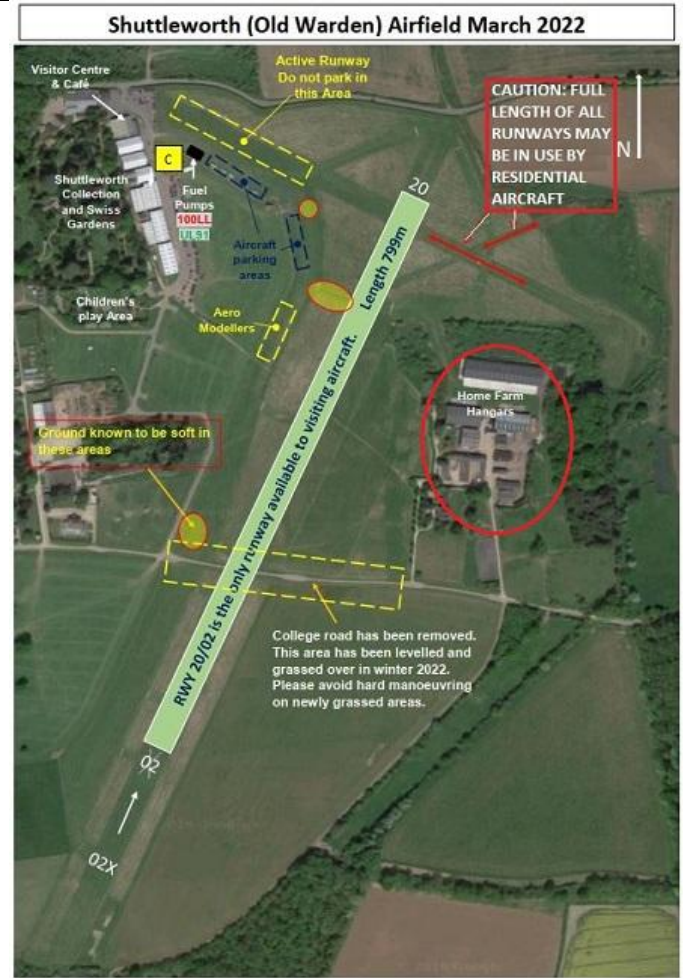 Shuttleworth (Old Warden) Airfield March 2022
Visitor Centre
& Café
Active Runway
Do not park in
this Area
CAUTION: FULL
LENGTH OF ALL
RUNWAYS MAY
BE IN USE BY
RESIDENTIAL
AIRCRAFT
N
C
Shuttleworth
Collection
and Swiss
Gardens
Fuel
Pumps
100LL
UL91
20
Aircraft
parking
areas
Children's
play Area
Aero
Modellers
RWY 20/02 is the only runway available to visiting aircraft. Length 799m
Home Farm
Hangars
Ground known to be soft in
these areas
College road has been removed.
This area has been levelled and
grassed over in winter 2022.
Please avoid hard manoeuvring
on newly grassed areas.
02
02X